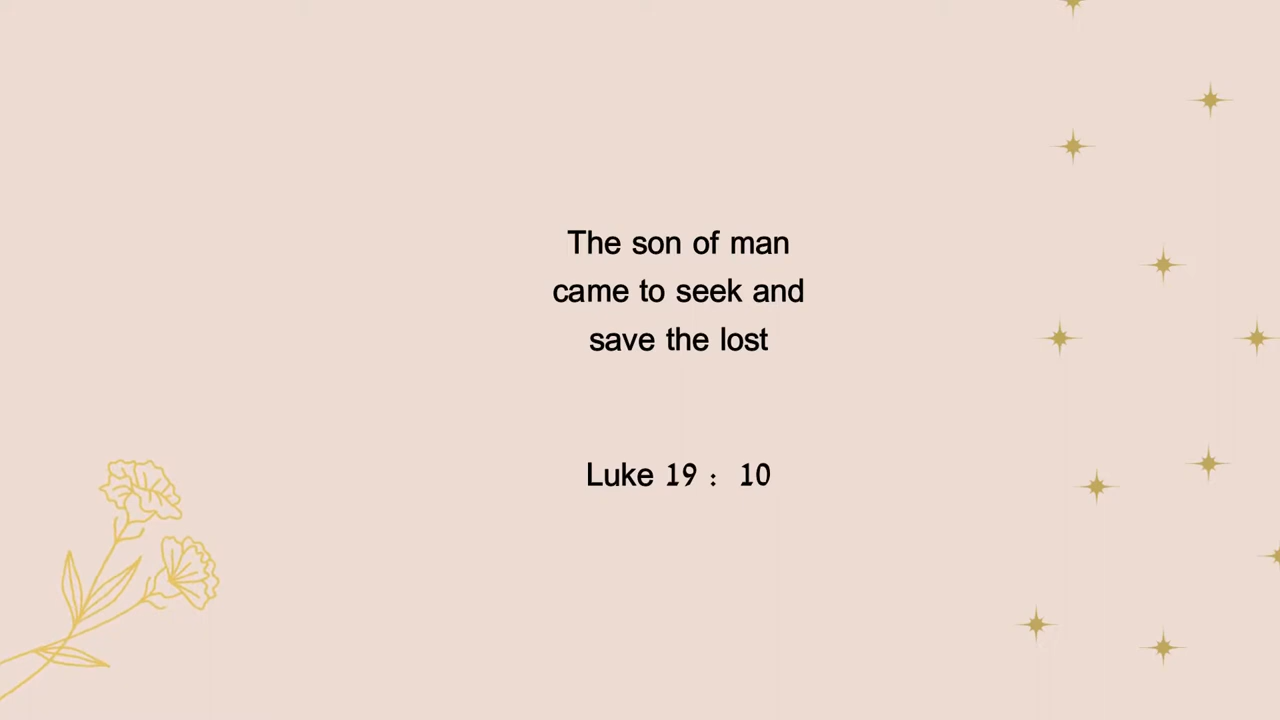 The son of man
came to seek and
save the lost
Luke 19 : 10